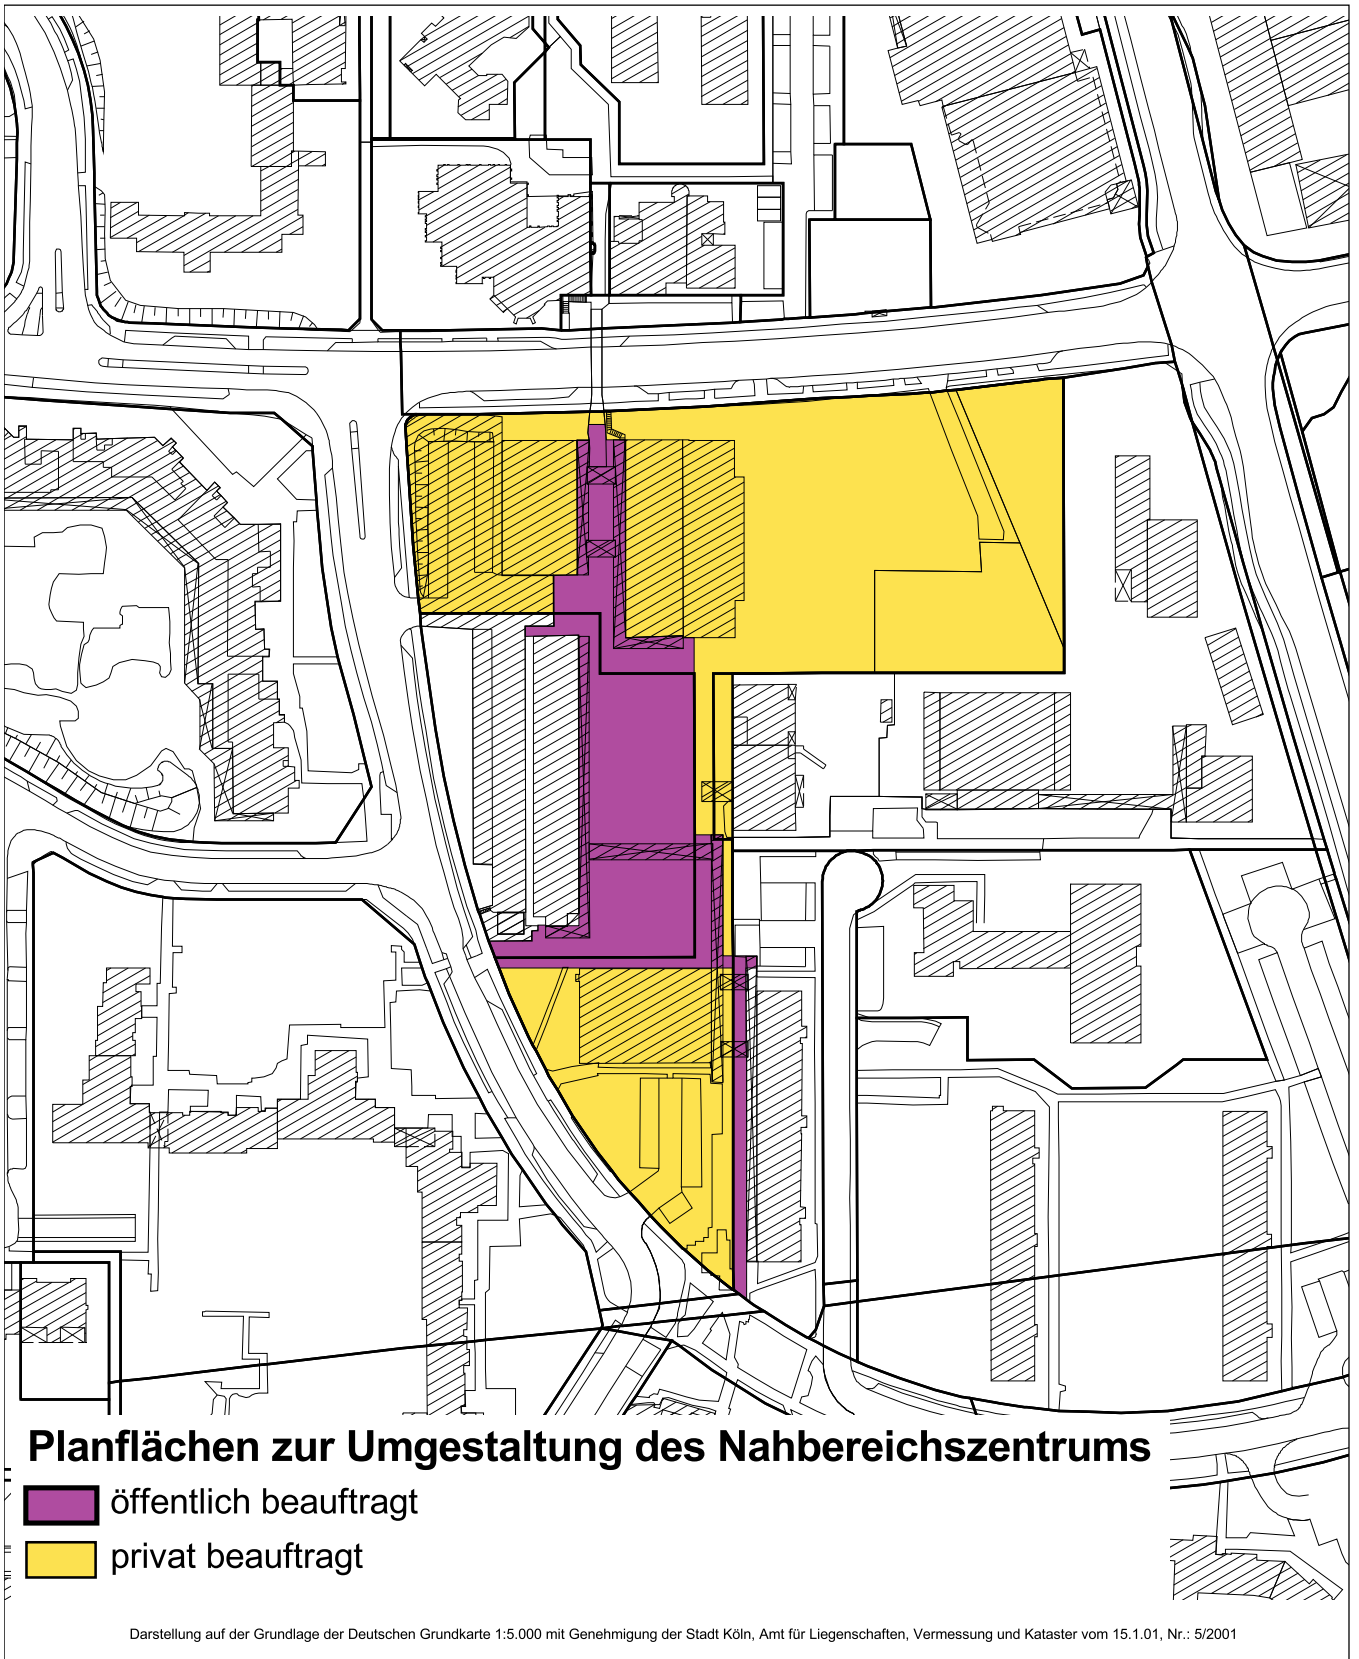 Planflächen zur Umgestaltung des Nahbereichszentrums
öffentlich beauftragt
privat beauftragt
Darstellung auf der Grundlage der Deutschen Grundkarte 1:5.000 mit Genehmigung der Stadt Köln, Amt für Liegenschaften, Vermessung und Kataster vom 15.1.01, Nr.: 5/2001